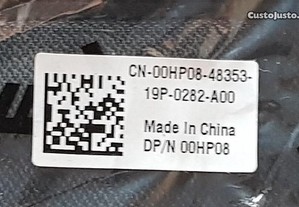 CustoJusto.pt
CN-00HP08-48353-
19P-0282-A00
Made In China
DP/N 00HP08